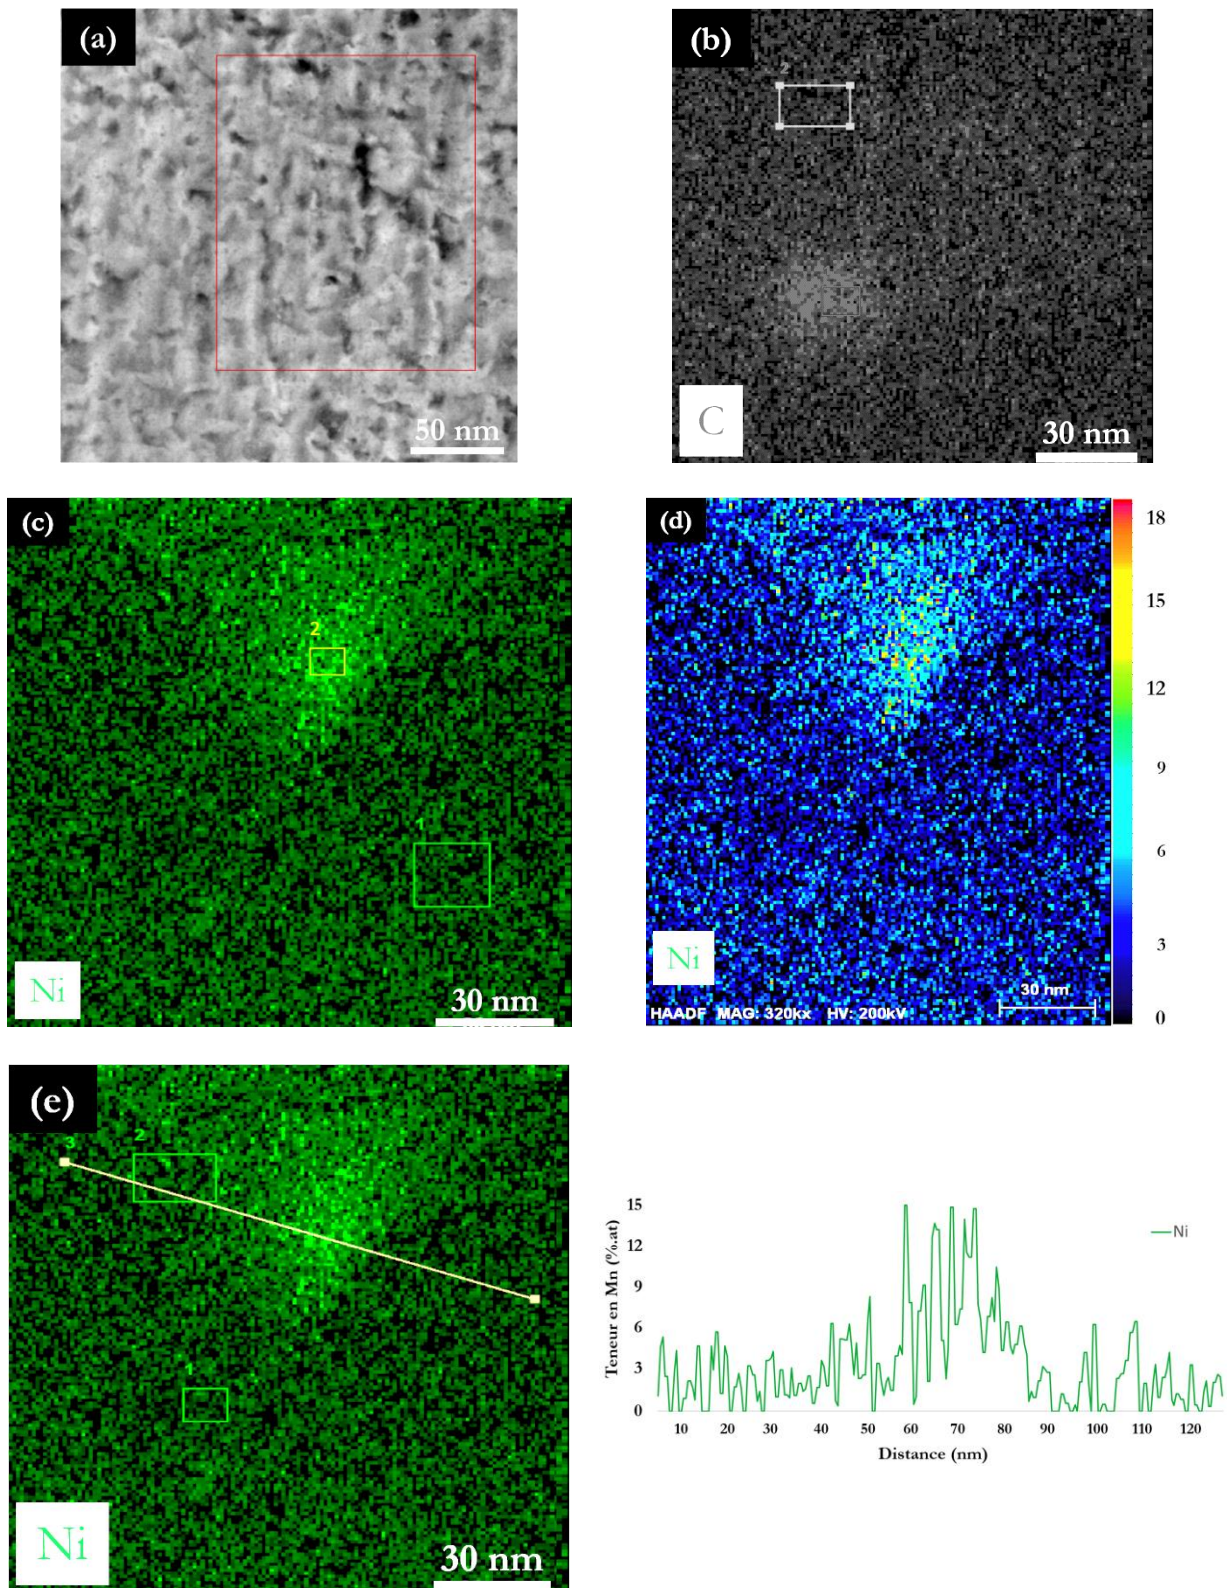 (a)
50 nm
(b)
2
C
30 nm
(c)
2
1
Ni
30 nm
(d)
18
15
12
9
6
3
0
Ni
30 nm
HAADF MAG: 320kx HV: 200kV
(e)
3
2
1
Ni
30 nm
Teneur en Mn (%.at)
15
12
9
6
3
0
Ni
10 20 30 40 50 60 70 80 90 100 110 120
Distance (nm)